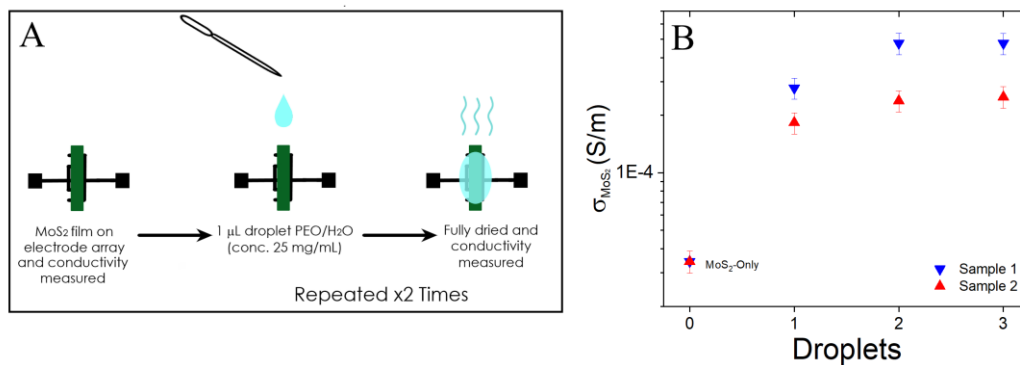 A
MoS2 film on
electrode array
and conductivity
measured
1 μL droplet PEO/H2O
(conc. 25 mg/mL)
Fully dried and
conductivity
measured
Repeated x2 Times
B
σMoS₂ (S/m)
1E-4
MoS₂-Only
Sample 1
Sample 2
0 1 2 3
Droplets